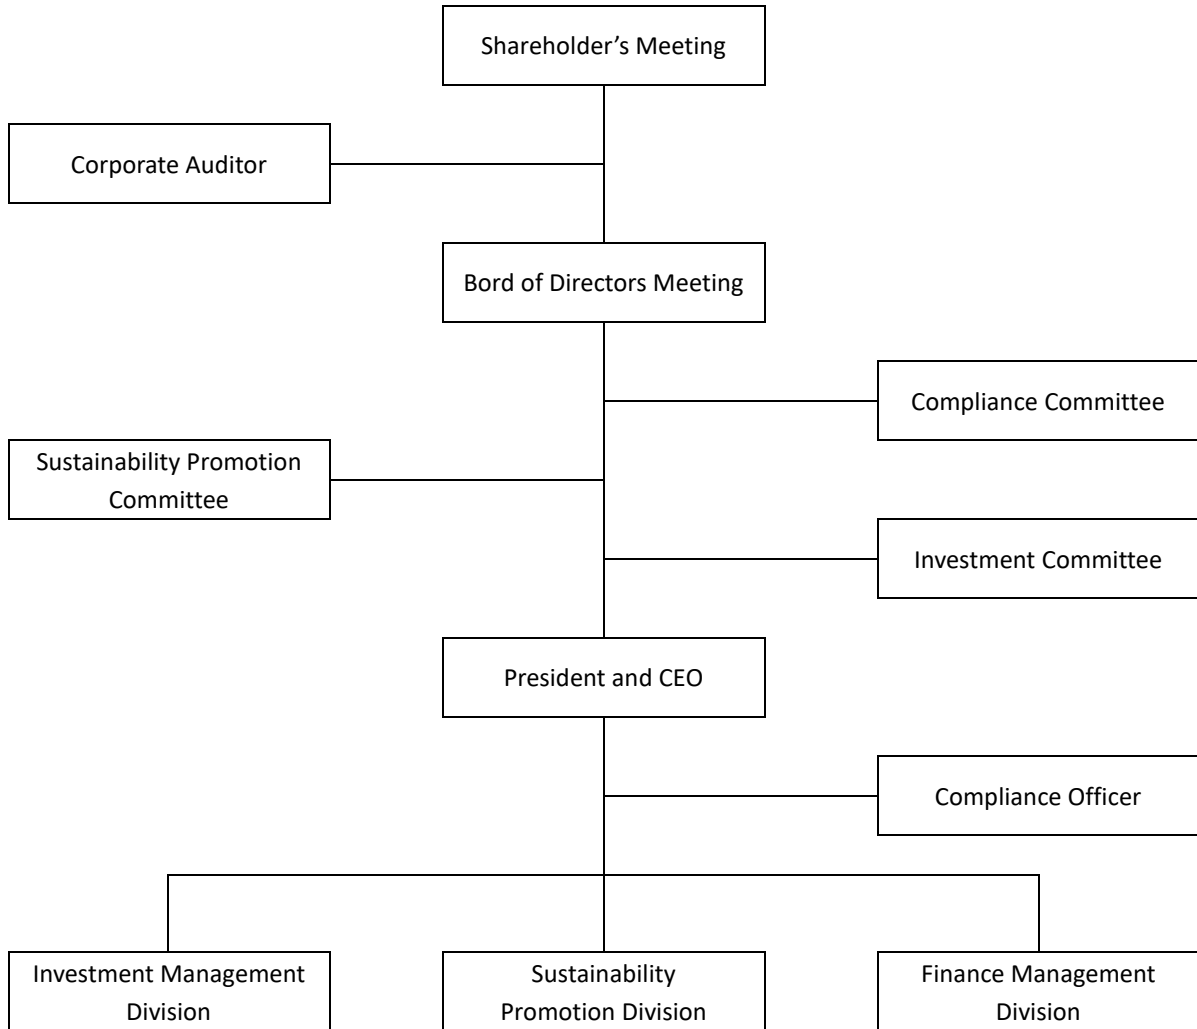 Shareholder’s Meeting
Corporate Auditor
Bord of Directors Meeting
Compliance Committee
Sustainability Promotion
Committee
Investment Committee
President and CEO
Compliance Officer
Investment Management
Division
Sustainability
Promotion Division
Finance Management
Division